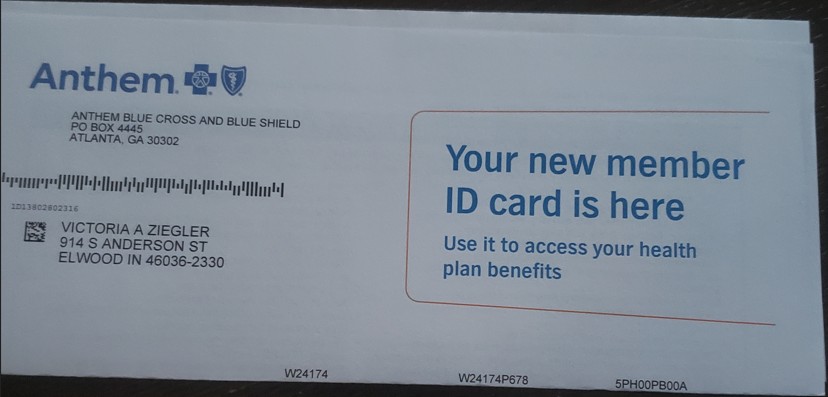 Anthem
ANTHEM BLUE CROSS AND BLUE SHIELD
PO BOX 4445
ATLANTA, GA 30302
1D13802802316
VICTORIA A ZIEGLER
914 S ANDERSON ST
ELWOOD IN 46036-2330
Your new member
ID card is here
Use it to access your health
plan benefits
W24174
W24174P678
5PH00PB00A